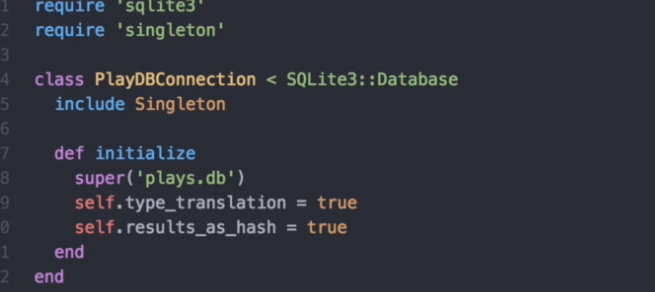 1 require 'sqlite3'
2 require 'singleton'
3
4 class PlayDBConnection < SQLite3::Database
5   include Singleton
6
7   def initialize
8     super('plays.db')
9     self.type_translation = true
0     self.results_as_hash = true
1   end
2 end